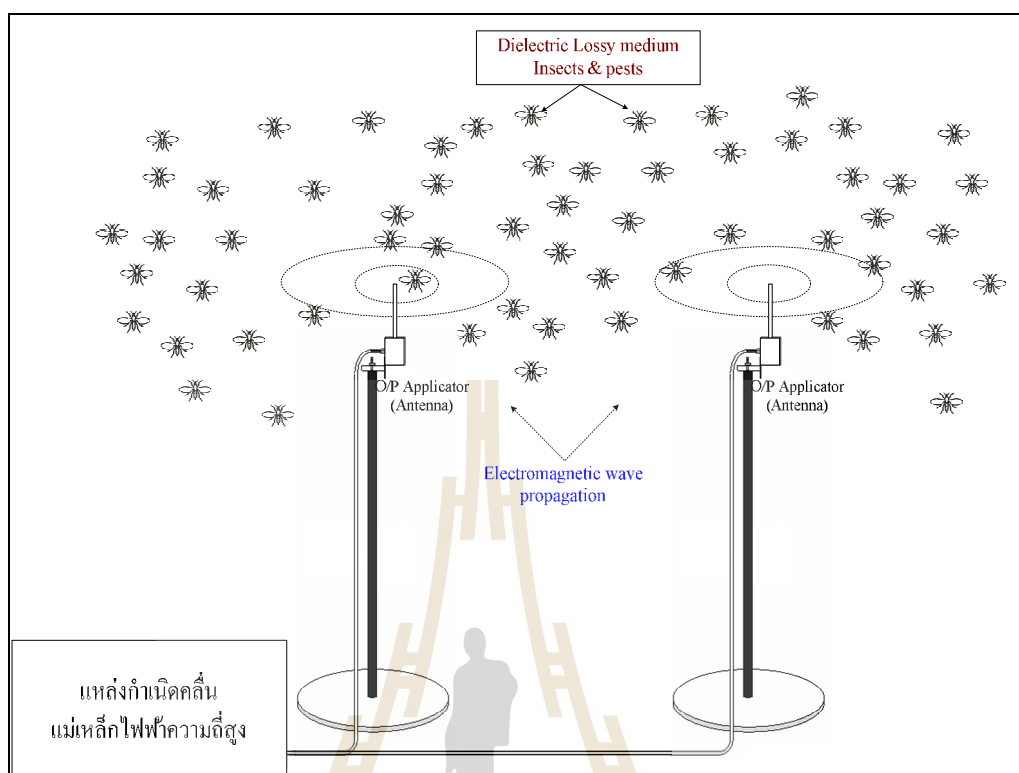 Dielectric Lossy medium
Insects & pests
O/P Applicator
(Antenna)
O/P Applicator
(Antenna)
Electromagnetic wave
propagation
แหล่งกำเนิดคลื่น
แม่เหล็กไฟฟ้าความถี่สูง